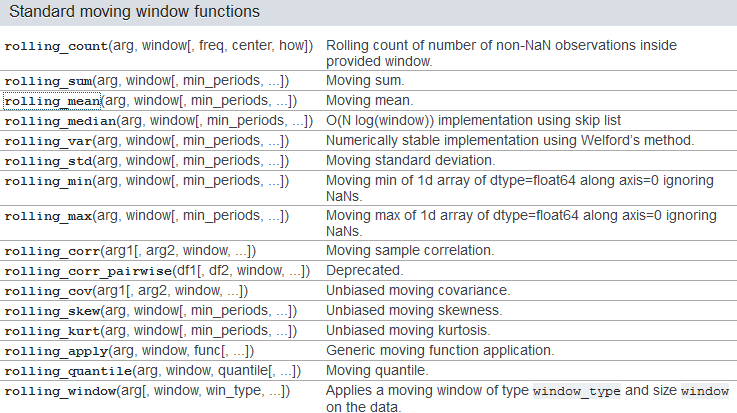 Standard moving window functions
rolling_count(arg, window[, freq, center, how]) Rolling count of number of non-NaN observations inside
provided window.
rolling_sum(arg, window[, min_periods, ...]) Moving sum.
rolling_mean(arg, window[, min_periods, ...]) Moving mean.
rolling_median(arg, window[, min_periods, ...]) O(N log(window)) implementation using skip list
rolling_var(arg, window[, min_periods, ...]) Numerically stable implementation using Welford’s method.
rolling_std(arg, window[, min_periods, ...]) Moving standard deviation.
rolling_min(arg, window[, min_periods, ...]) Moving min of 1d array of dtype=float64 along axis=0 ignoring
NaNs.
rolling_max(arg, window[, min_periods, ...]) Moving max of 1d array of dtype=float64 along axis=0 ignoring
NaNs.
rolling_corr(arg1[, arg2, window, ...]) Moving sample correlation.
rolling_corr_pairwise(df1[, df2, window, ...]) Deprecated.
rolling_cov(arg1[, arg2, window, ...]) Unbiased moving covariance.
rolling_skew(arg, window[, min_periods, ...]) Unbiased moving skewness.
rolling_kurt(arg, window[, min_periods, ...]) Unbiased moving kurtosis.
rolling_apply(arg, window, func[, ...]) Generic moving function application.
rolling_quantile(arg, window, quantile[, ...]) Moving quantile.
rolling_window(arg[, window, win_type, ...]) Applies a moving window of type window_type and size window
on the data.